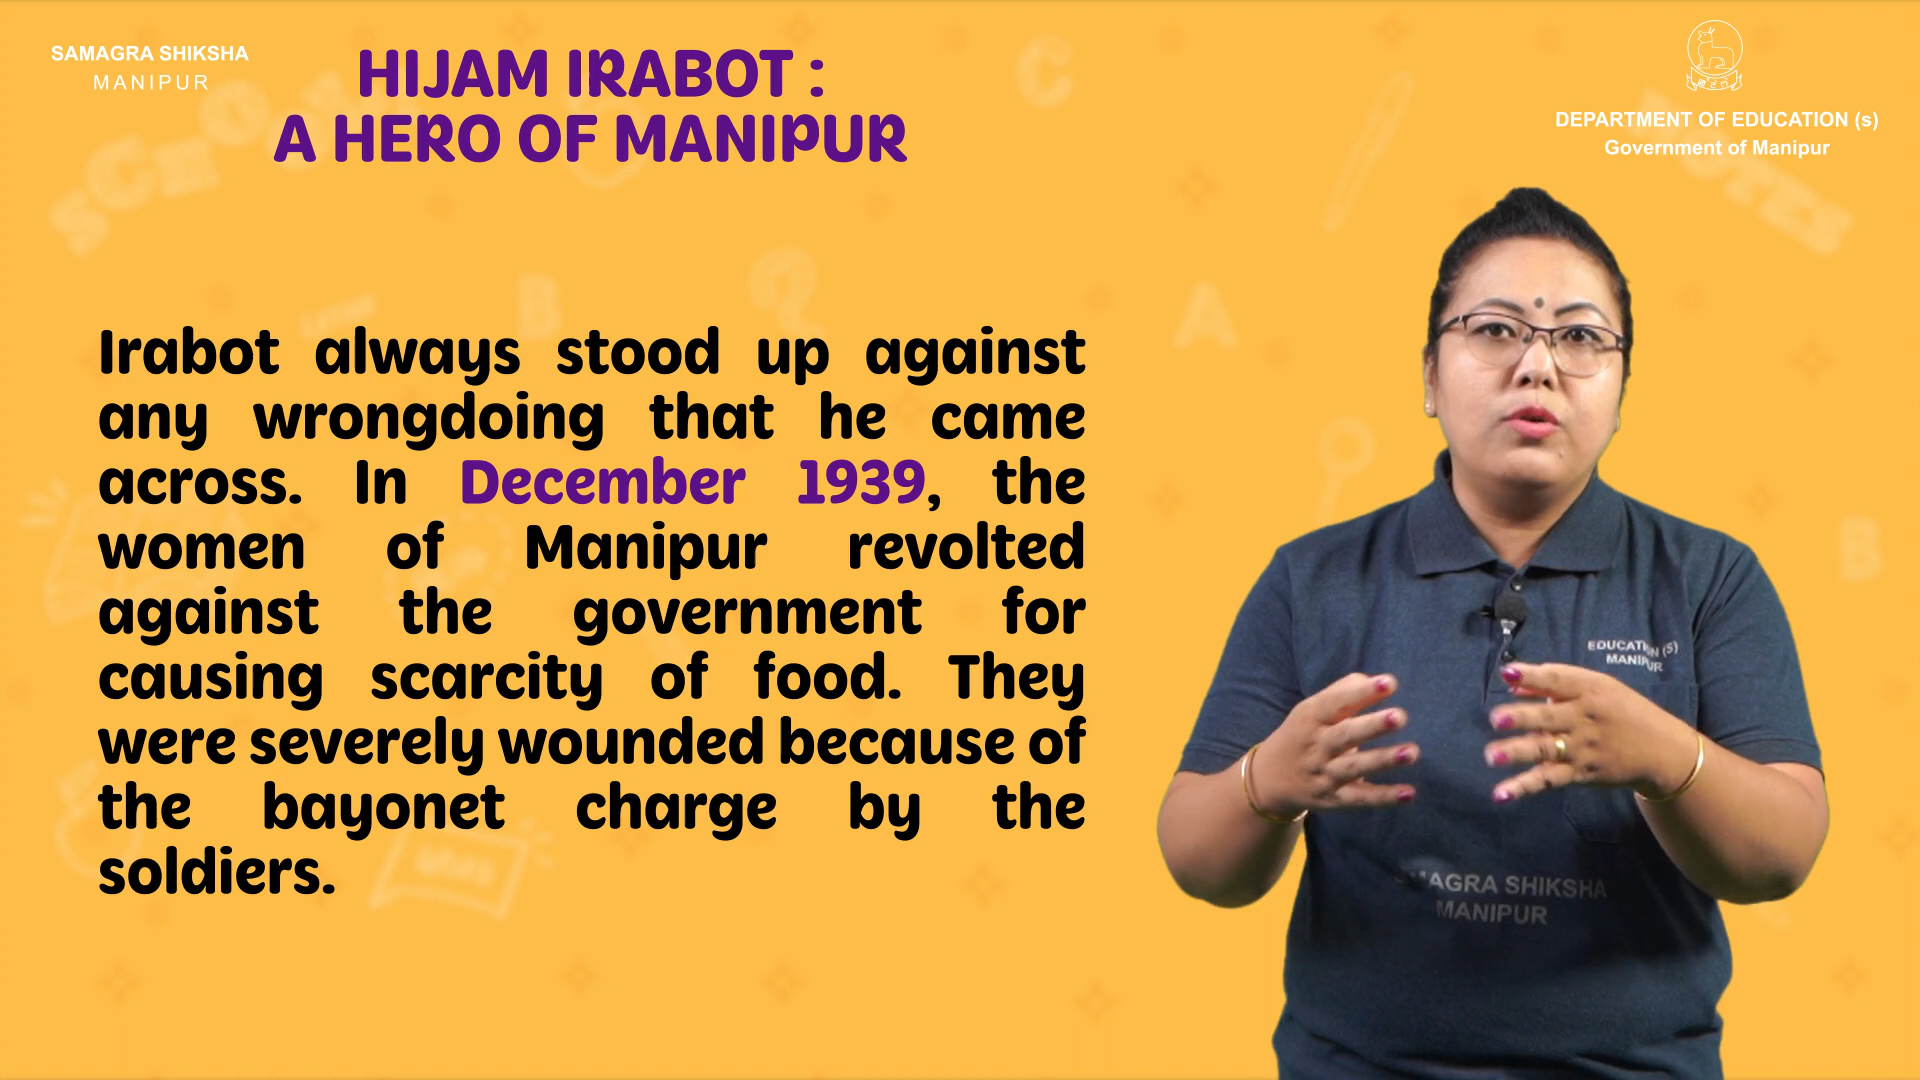 SAMAGRA SHIKSHA
MANIPUR
HIJAM IRABOT :
A HERO OF MANIPUR
DEPARTMENT OF EDUCATION (s)
Government of Manipur
Irabot always stood up against
any wrongdoing that he came
across. In December 1939, the
women of Manipur revolted
against the government for
causing scarcity of food. They
were severely wounded because of
the bayonet charge by the
soldiers.
MANIPUR
SHIKSHA
MANIPUR